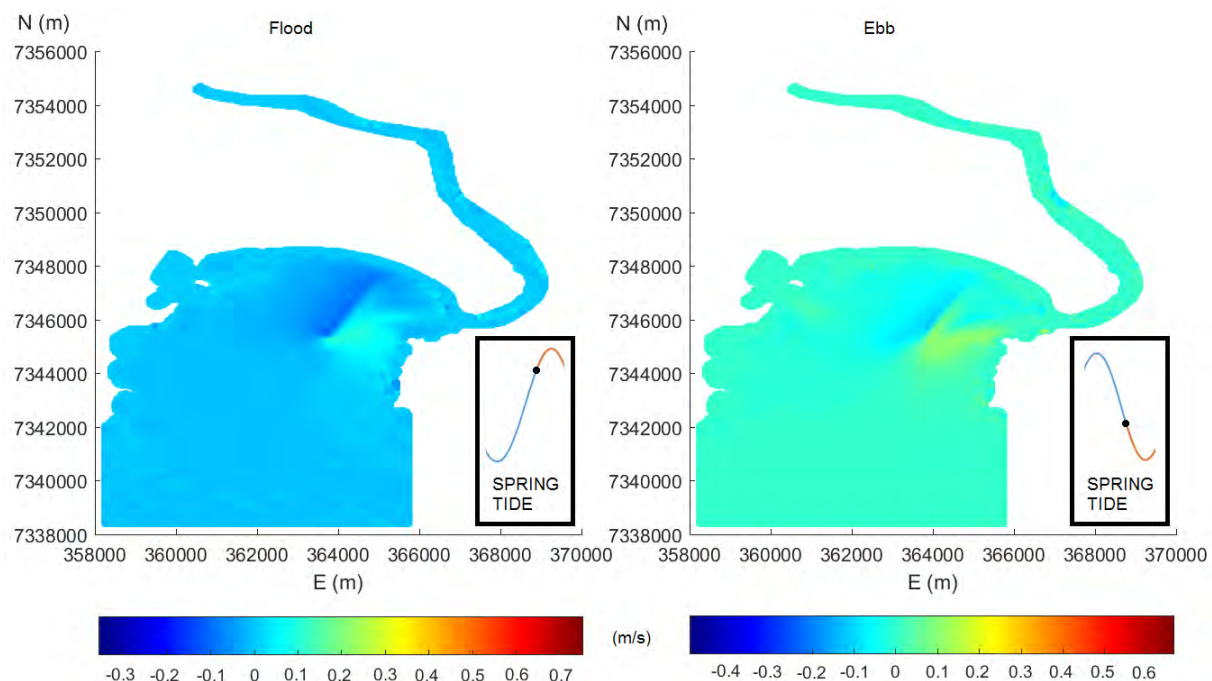 N (m)
Flood
7356000
7354000
7352000
7350000
7348000
7346000
7344000
7342000
7340000
7338000
358000 360000 362000 364000 366000 368000 370000
E (m)
SPRING
TIDE
-0.3 -0.2 -0.1 0 0.1 0.2 0.3 0.4 0.5 0.6 0.7
(m/s)
N (m)
Ebb
7356000
7354000
7352000
7350000
7348000
7346000
7344000
7342000
7340000
7338000
358000 360000 362000 364000 366000 368000 370000
E (m)
SPRING
TIDE
-0.4 -0.3 -0.2 -0.1 0 0.1 0.2 0.3 0.4 0.5 0.6